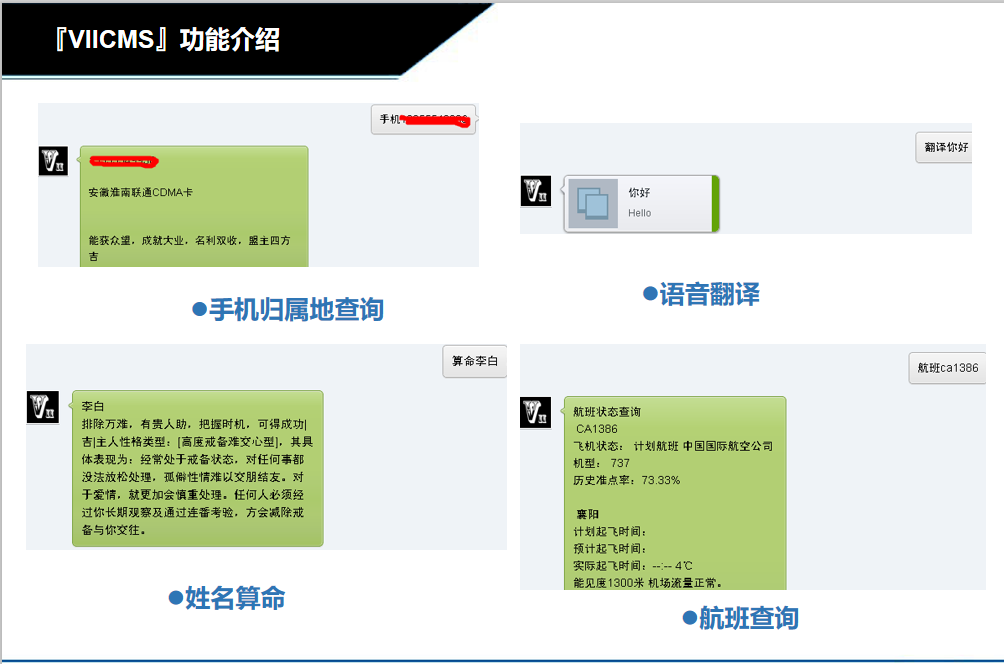 『VIICMS』功能介绍
手机
安徽淮南联通CDMA卡
能获众望，成就大业，名利双收，盟主四方
吉
●手机归属地查询
翻译你好
你好
Hello
●语音翻译
算命李白
李白
排除万难，有贵人助，把握时机，可得成功|
吉|主人性格类型：[高度戒备难交心型]，其具
体表现为：经常处于戒备状态，对任何事都
没法放松处理，孤僻性情难以交朋结友。对
于爱情，就更加会慎重处理。任何人必须经
过你长期观察及通过连番考验，方会减除戒
备与你交往。
●姓名算命
航班ca1386
航班状态查询
CA1386
飞机状态： 计划航班 中国国际航空公司
机型： 737
历史准点率：73.33%
襄阳
计划起飞时间：
预计起飞时间：
实际起飞时间：--:-- 4℃
能见度1300米 机场流量正常。
●航班查询